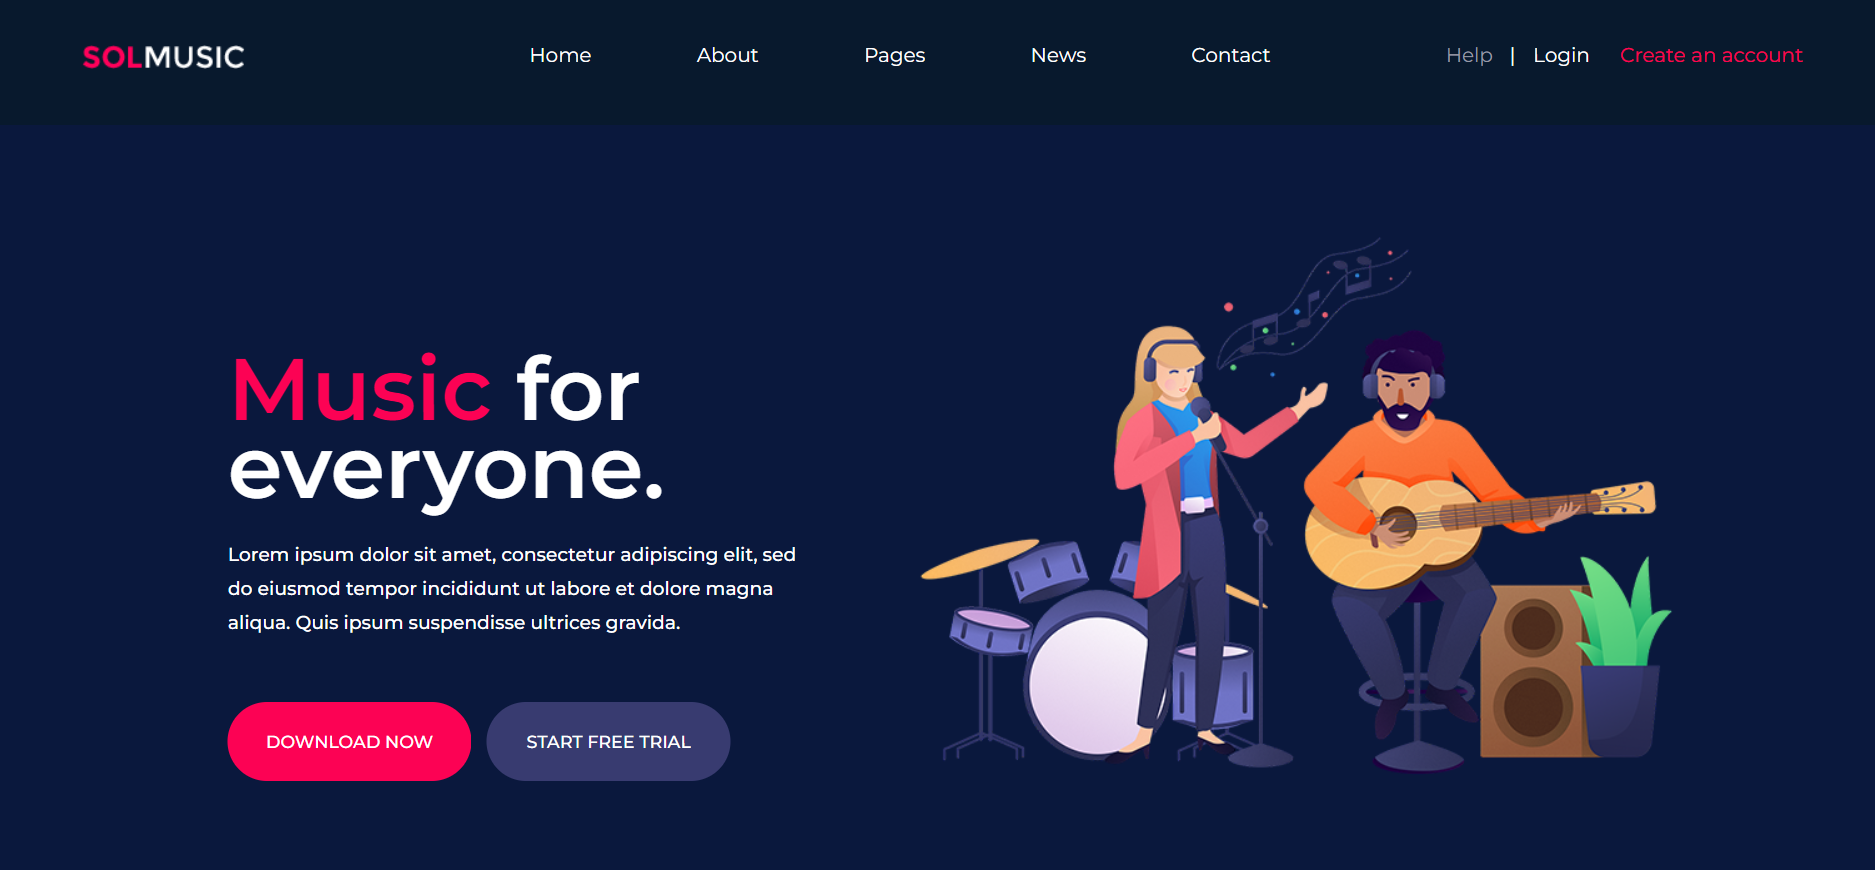 SOLMUSIC
Home About Pages News Contact
Help | Login Create an account
Music for
everyone.
Lorem ipsum dolor sit amet, consectetur adipiscing elit, sed
do eiusmod tempor incididunt ut labore et dolore magna
aliqua. Quis ipsum suspendisse ultrices gravida.
DOWNLOAD NOW
START FREE TRIAL